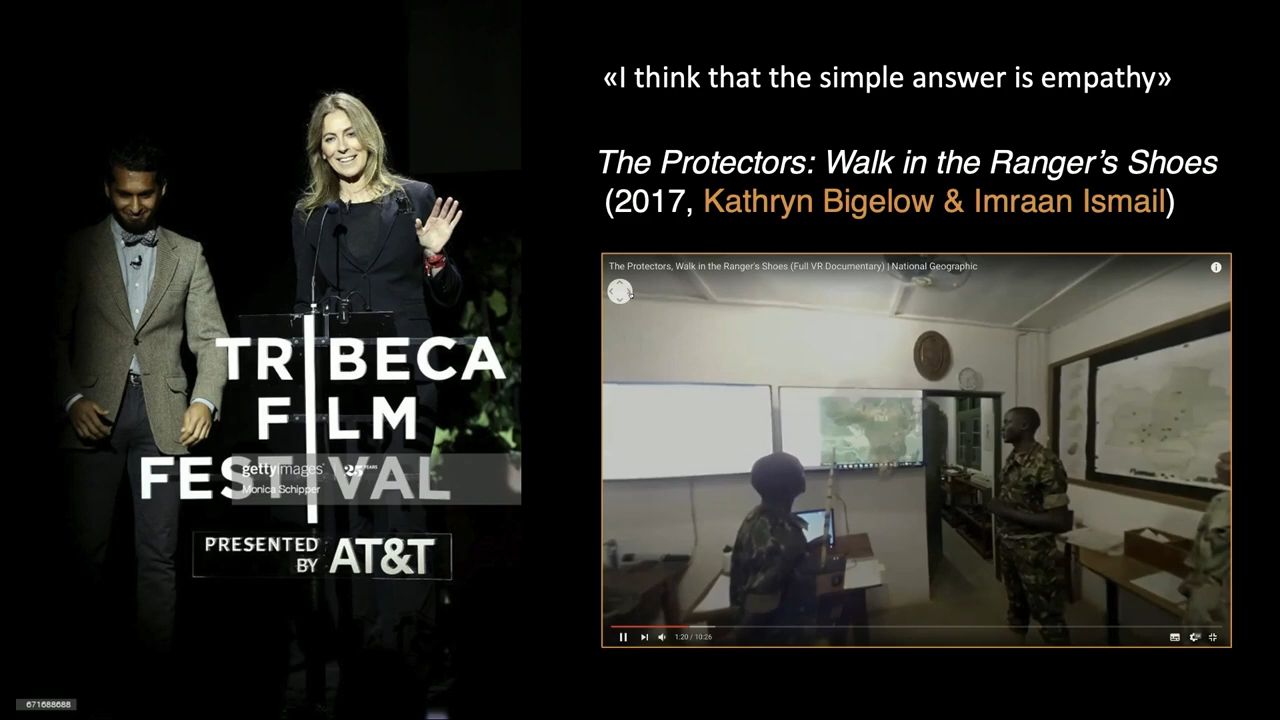 «I think that the simple answer is empathy»
The Protectors: Walk in the Ranger’s Shoes
(2017, Kathryn Bigelow & Imraan Ismail)
The Protectors, Walk in the Ranger's Shoes (Full VR Documentary) | National Geographic
1:20 / 10:26
TRIBECA
FILM
FESTIVAL
gettyimages® 25 YEARS
Monica Schipper
PRESENTED
BY AT&T
671688688